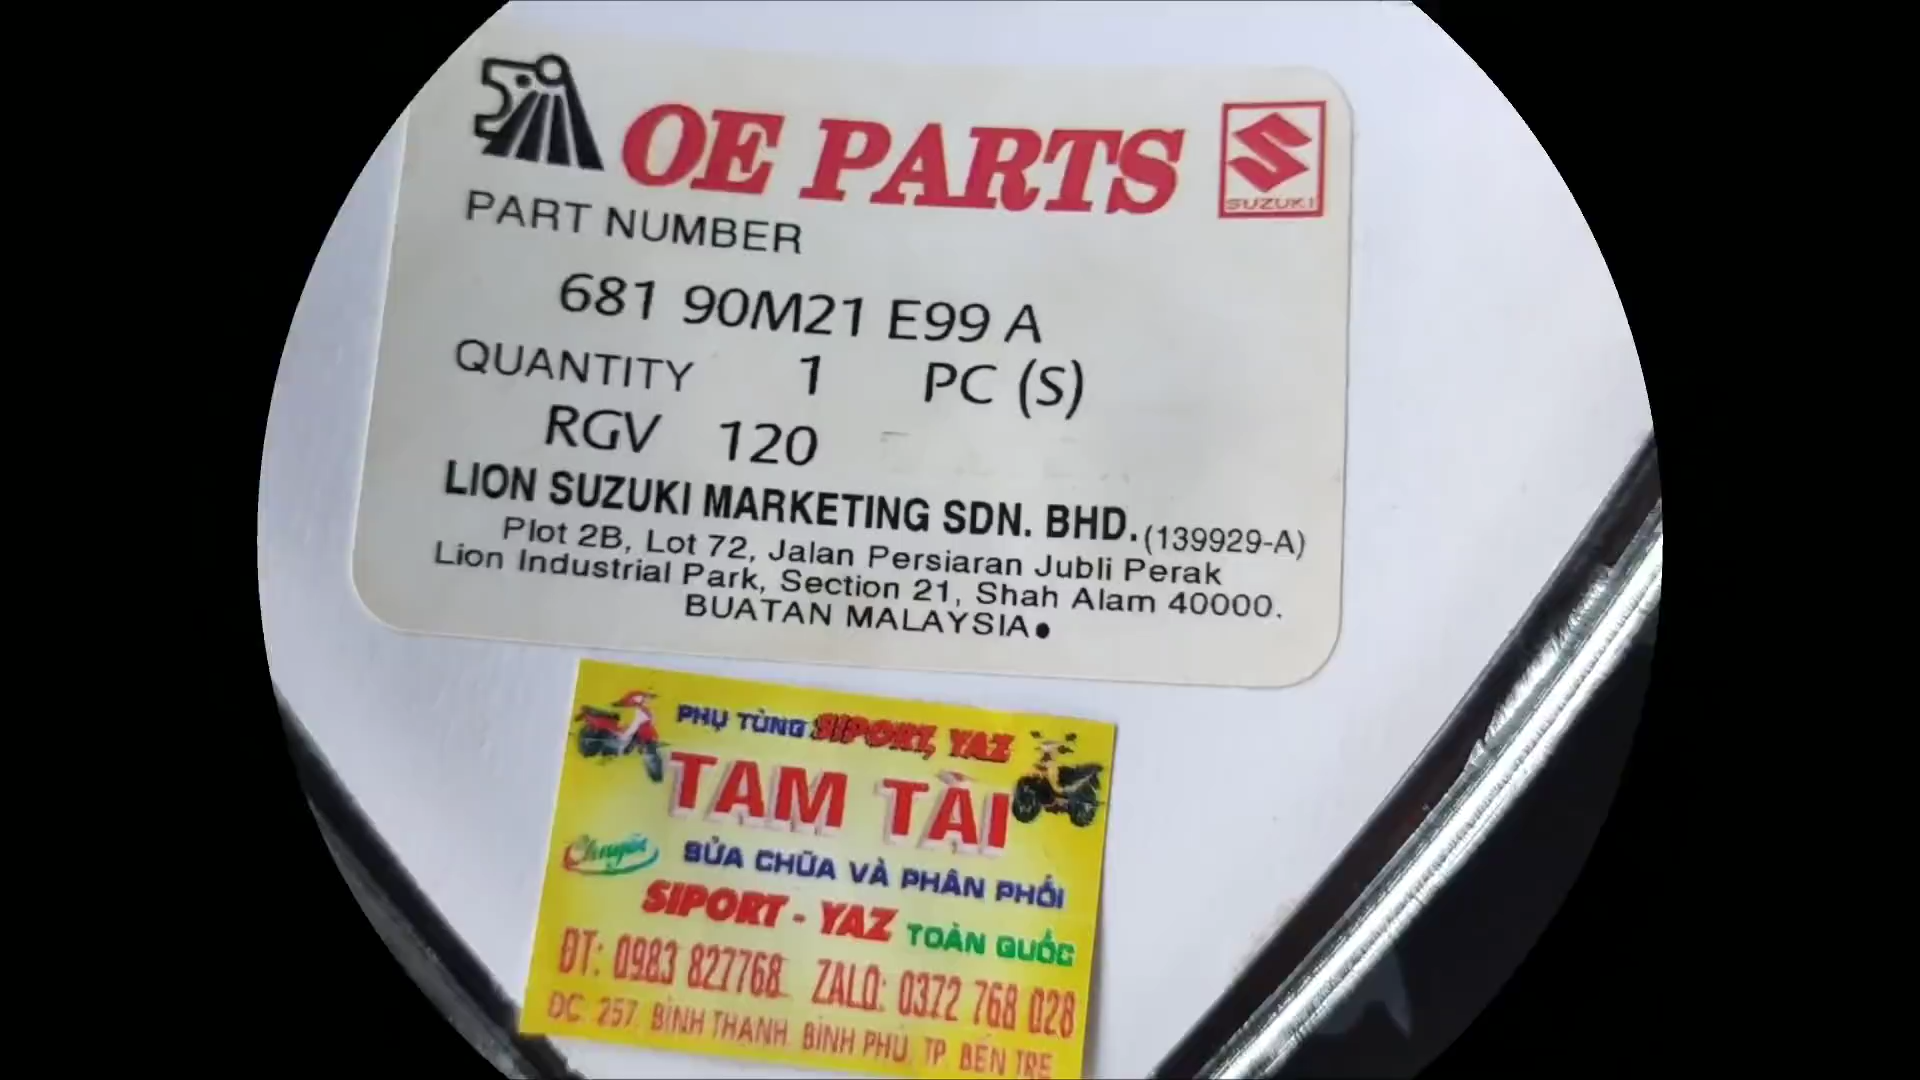 OE PARTS
SUZUKI
PART NUMBER
681 90M21 E99 A
QUANTITY 1 PC (S)
RGV 120
LION SUZUKI MARKETING SDN. BHD. (139929-A)
Plot 2B, Lot 72, Jalan Persiaran Jubli Perak
Lion Industrial Park, Section 21, Shah Alam 40000.
BUATAN MALAYSIA
PHỤ TÙNG SIPORT, YAZ
TAM TÀI
Chuyên SỬA CHỮA VÀ PHÂN PHỐI
SIPORT - YAZ TOÀN QUỐC
ĐT: 0983 827768 ZALO: 0372 768 028
ĐC: 257, BÌNH THẠNH, BÌNH PHÚ, TP. BẾN TRE